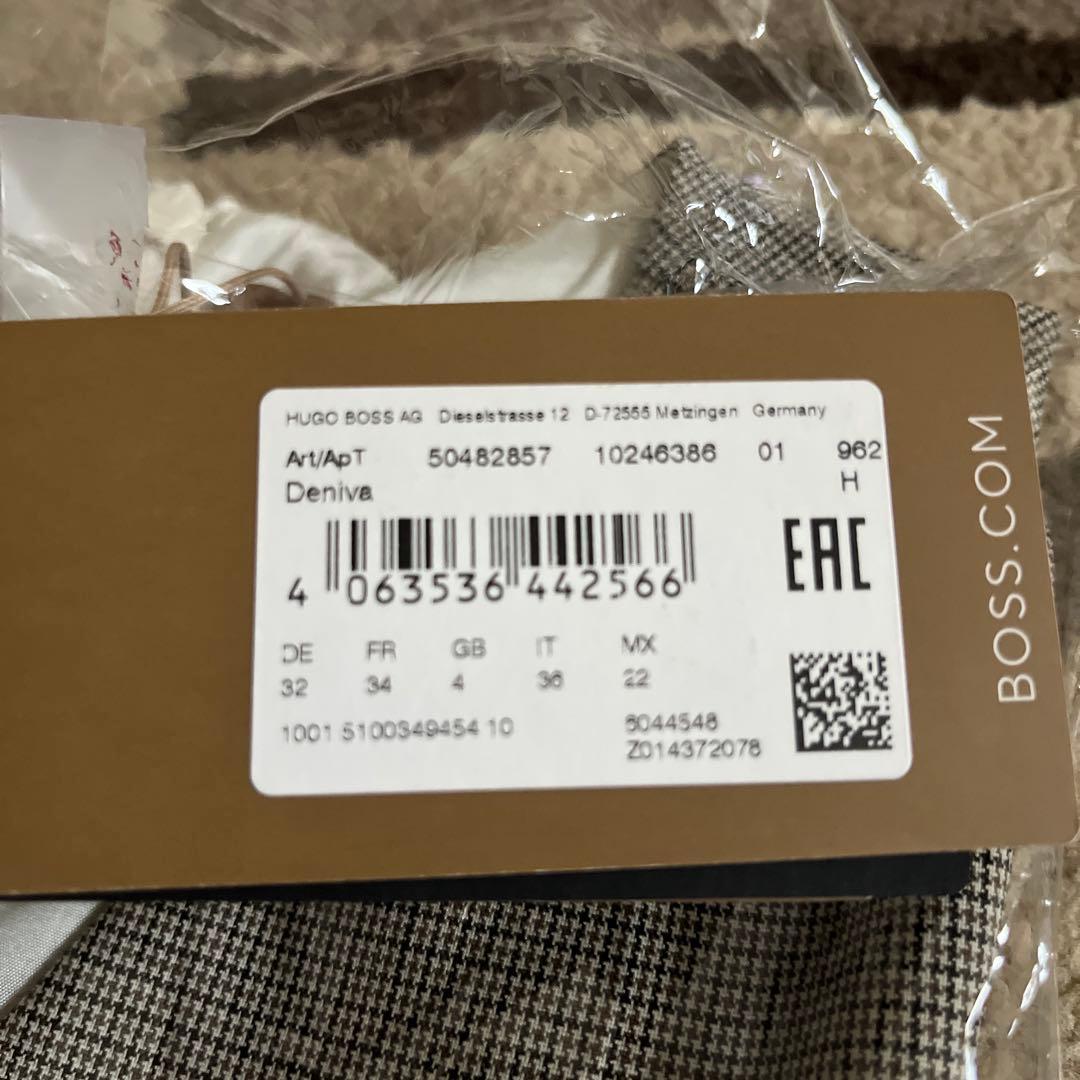 HUGO BOSS AG Dieselstrasse 12 D-72555 Metzingen Germany
Art/ApT 50482857 10246386 01 962
Deniva H
EAC
4 063536 442566
DE FR GB IT MX
32 34 4 36 22
1001 5100349454 10 6044548
Z014372078
BOSS.COM